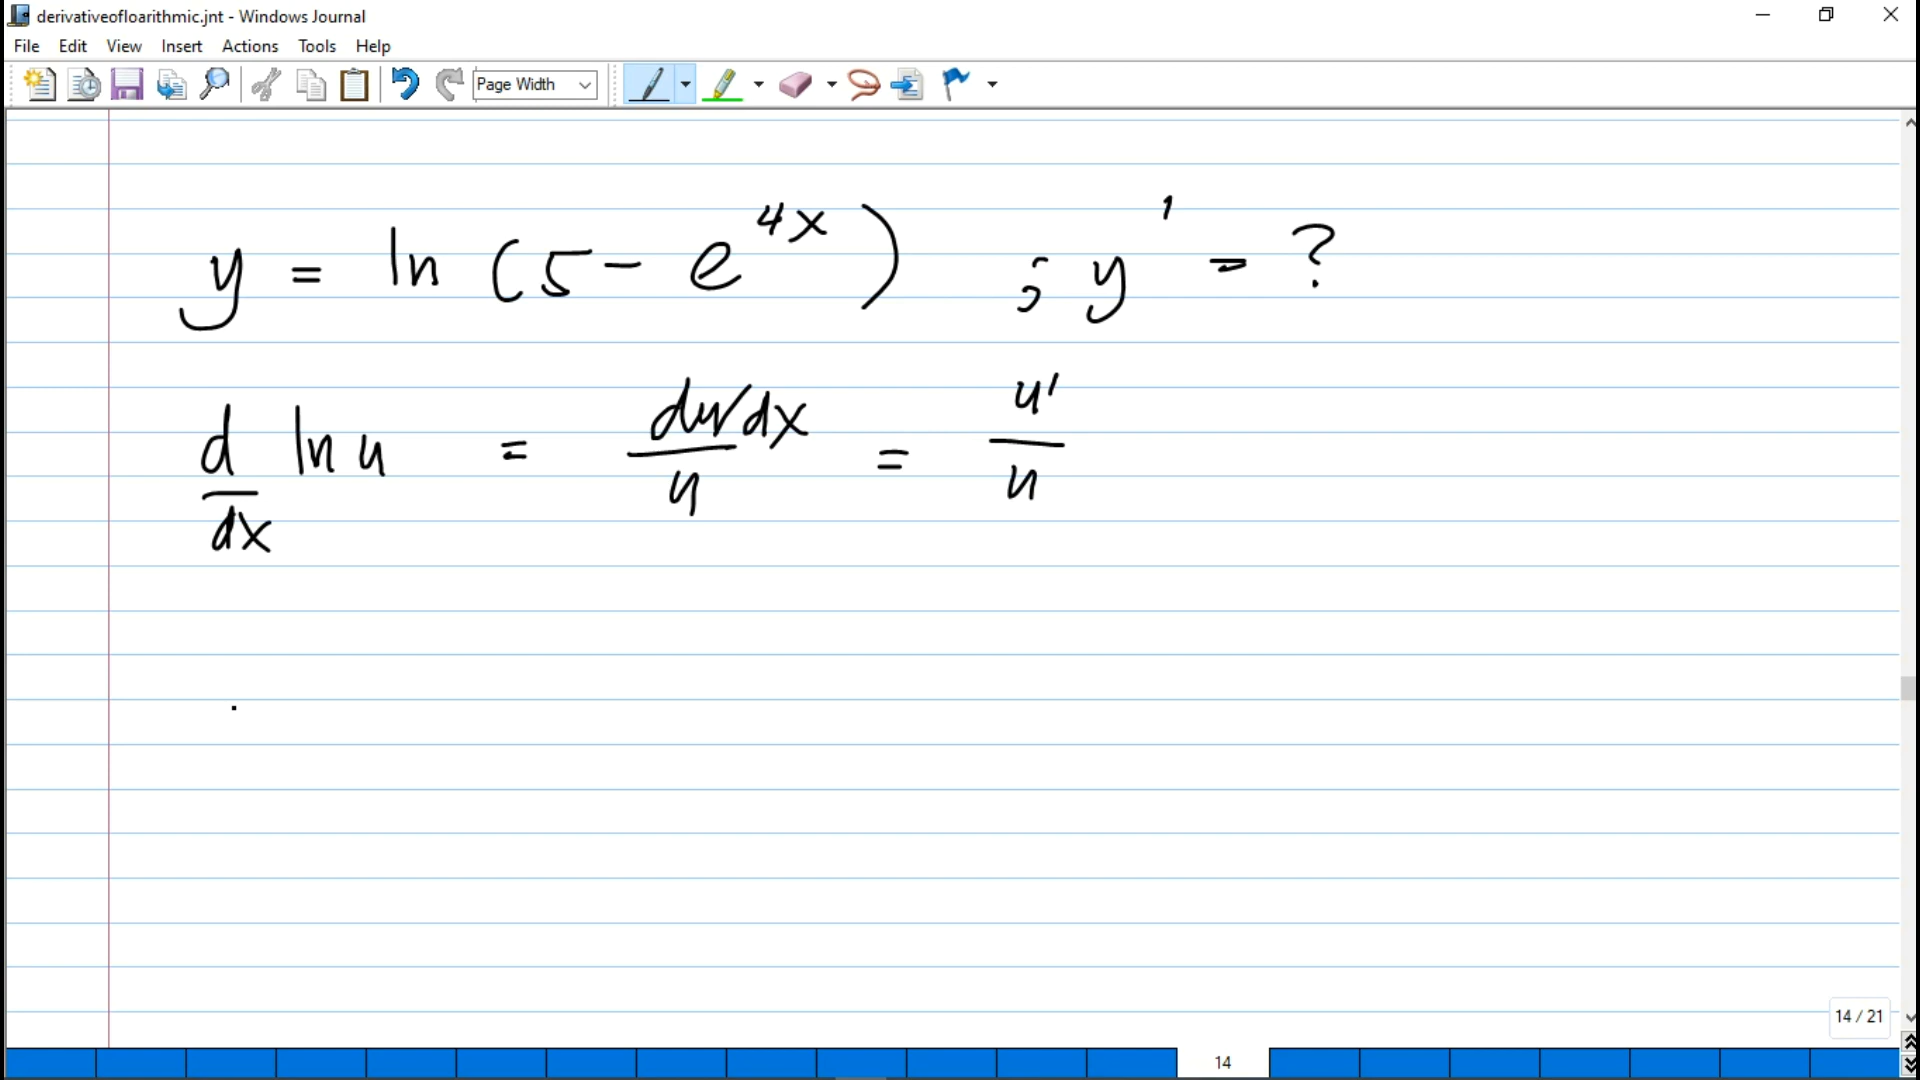 derivativeofloarithmic.jnt - Windows Journal
File Edit View Insert Actions Tools Help
Page Width
y = ln (5 - e^{4x}) ; y' = ?
d/dx ln u = du/dx / u = u' / u
14 / 21
14